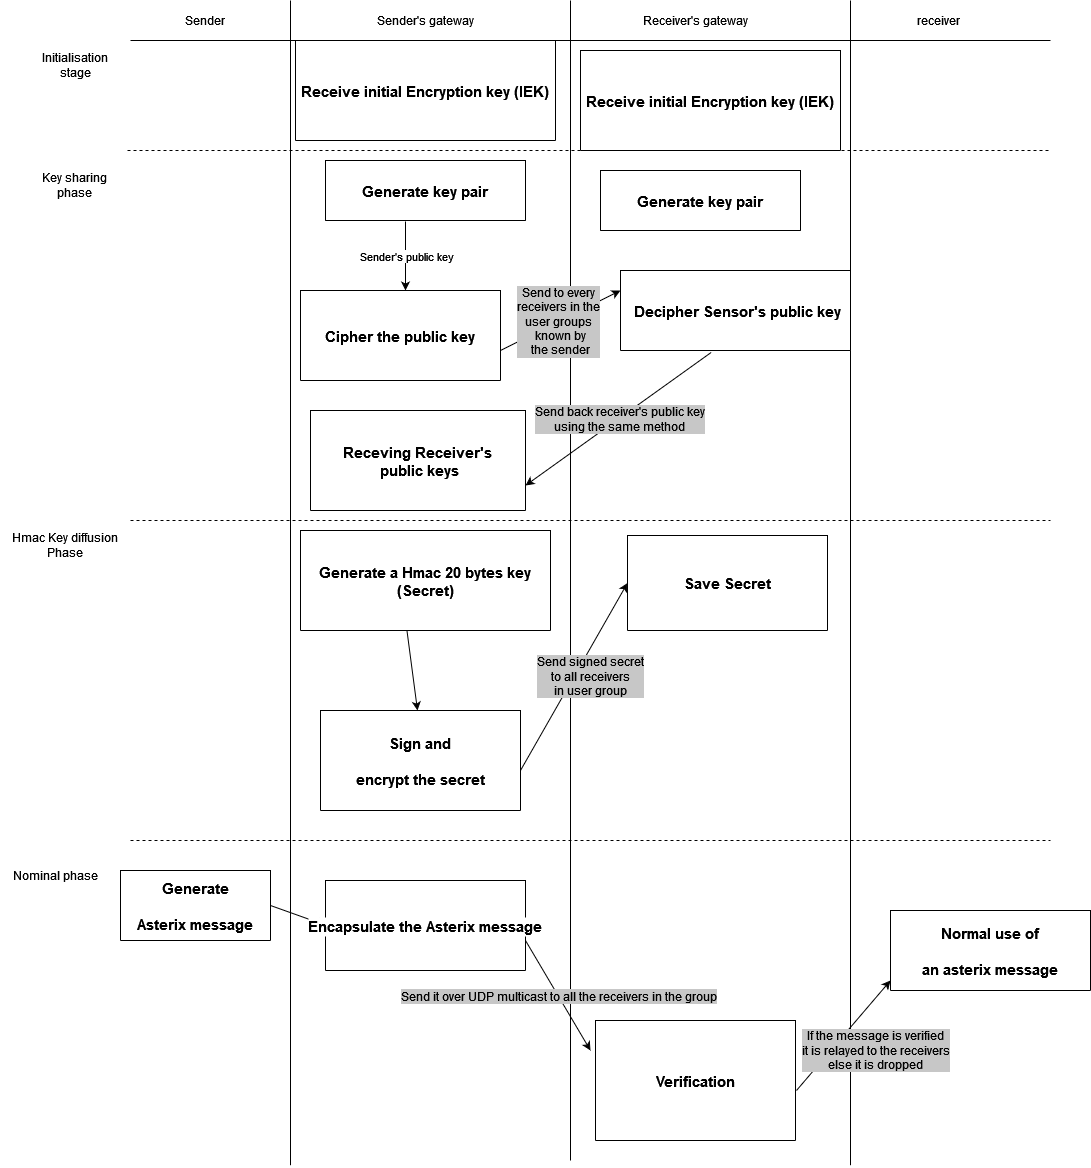 Sender
Sender's gateway
Receiver's gateway
receiver
Initialisation
stage
Receive initial Encryption key (IEK)
Receive initial Encryption key (IEK)
Key sharing
phase
Generate key pair
Generate key pair
Sender's public key
Cipher the public key
Send to every
receivers in the
user groups
known by
the sender
Decipher Sensor's public key
Send back receiver's public key
using the same method
Receving Receiver's
public keys
Hmac Key diffusion
Phase
Generate a Hmac 20 bytes key
(Secret)
Save Secret
Send signed secret
to all receivers
in user group
Sign and
encrypt the secret
Nominal phase
Generate
Asterix message
Encapsulate the Asterix message
Send it over UDP multicast to all the receivers in the group
Verification
If the message is verified
it is relayed to the receivers
else it is dropped
Normal use of
an asterix message